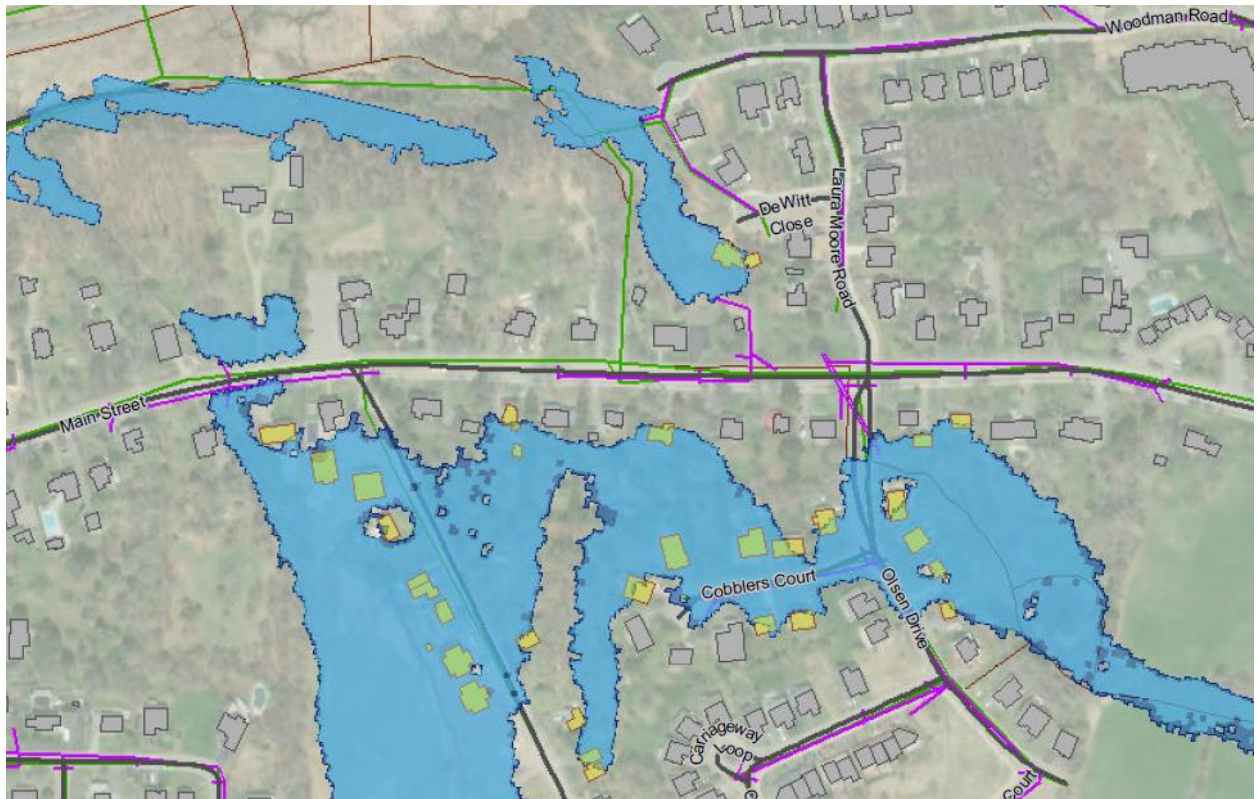 Woodman Road
DeWitt
Close
Laura Moore Road
Main Street
Cobblers Court
Olsen Drive
Carriageway
Loop
Court